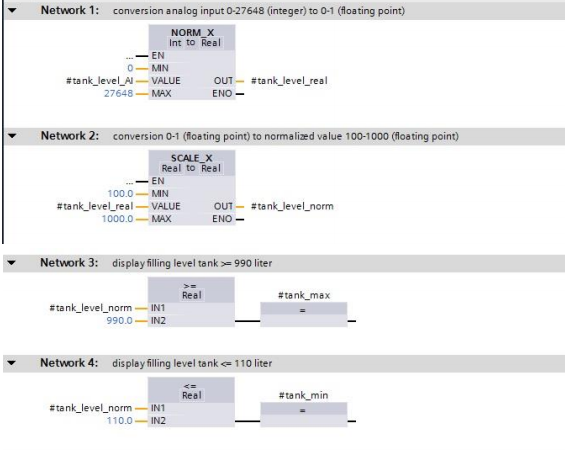 Network 1: conversion analog input 0-27648 (integer) to 0-1 (floating point)
NORM_X
Int to Real
... EN
0 MIN
#tank_level_AI VALUE OUT #tank_level_real
27648 MAX ENO
Network 2: conversion 0-1 (floating point) to normalized value 100-1000 (floating point)
SCALE_X
Real to Real
... EN
100.0 MIN
#tank_level_real VALUE OUT #tank_level_norm
1000.0 MAX ENO
Network 3: display filling level tank >= 990 liter
>=
Real #tank_max
#tank_level_norm IN1 =
990.0 IN2
Network 4: display filling level tank <= 110 liter
<=
Real #tank_min
#tank_level_norm IN1 =
110.0 IN2